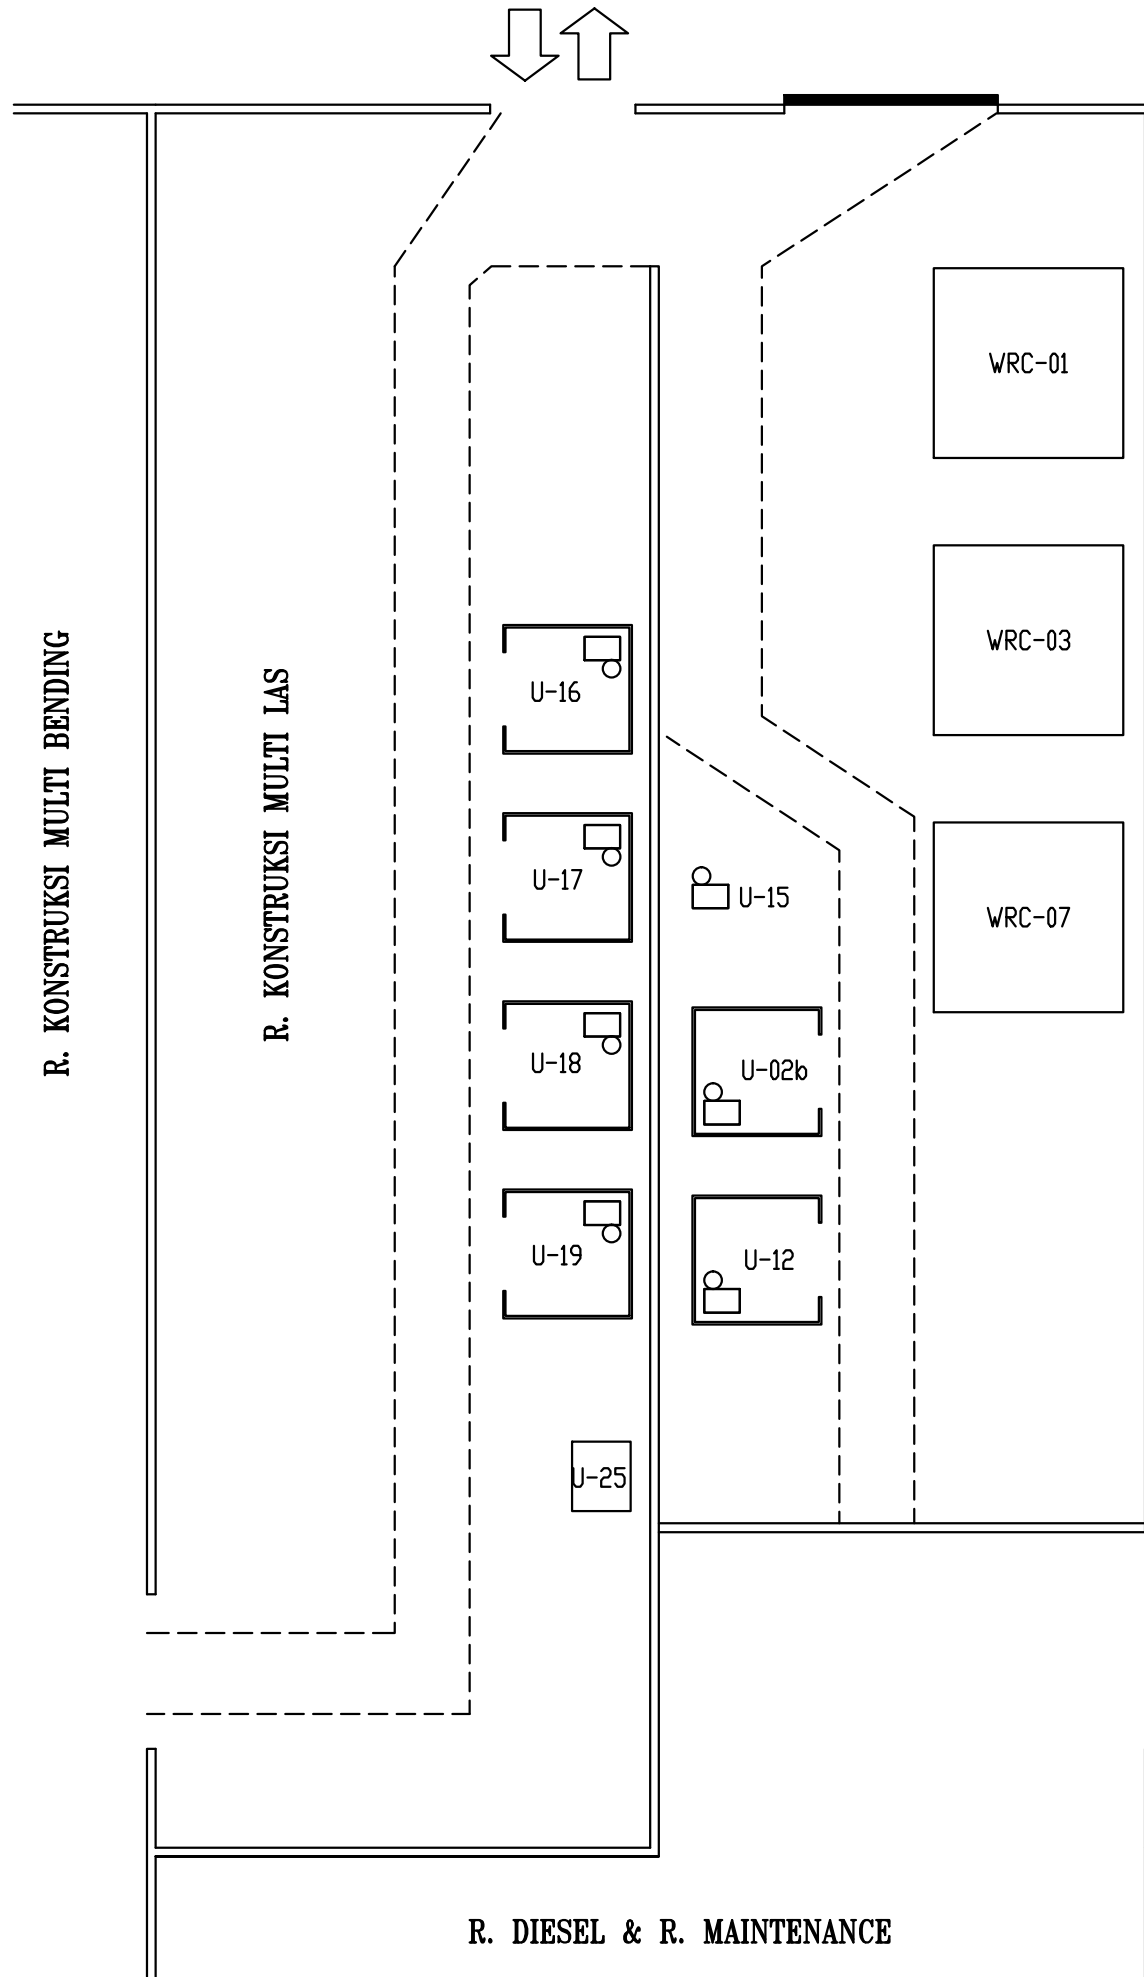 WRC-01
R. KONSTRUKSI MULTI BENDING
R. KONSTRUKSI MULTI LAS
U-16
WRC-03
U-17
U-15
WRC-07
U-18
U-02b
U-19
U-12
U-25
R. DIESEL & R. MAINTENANCE